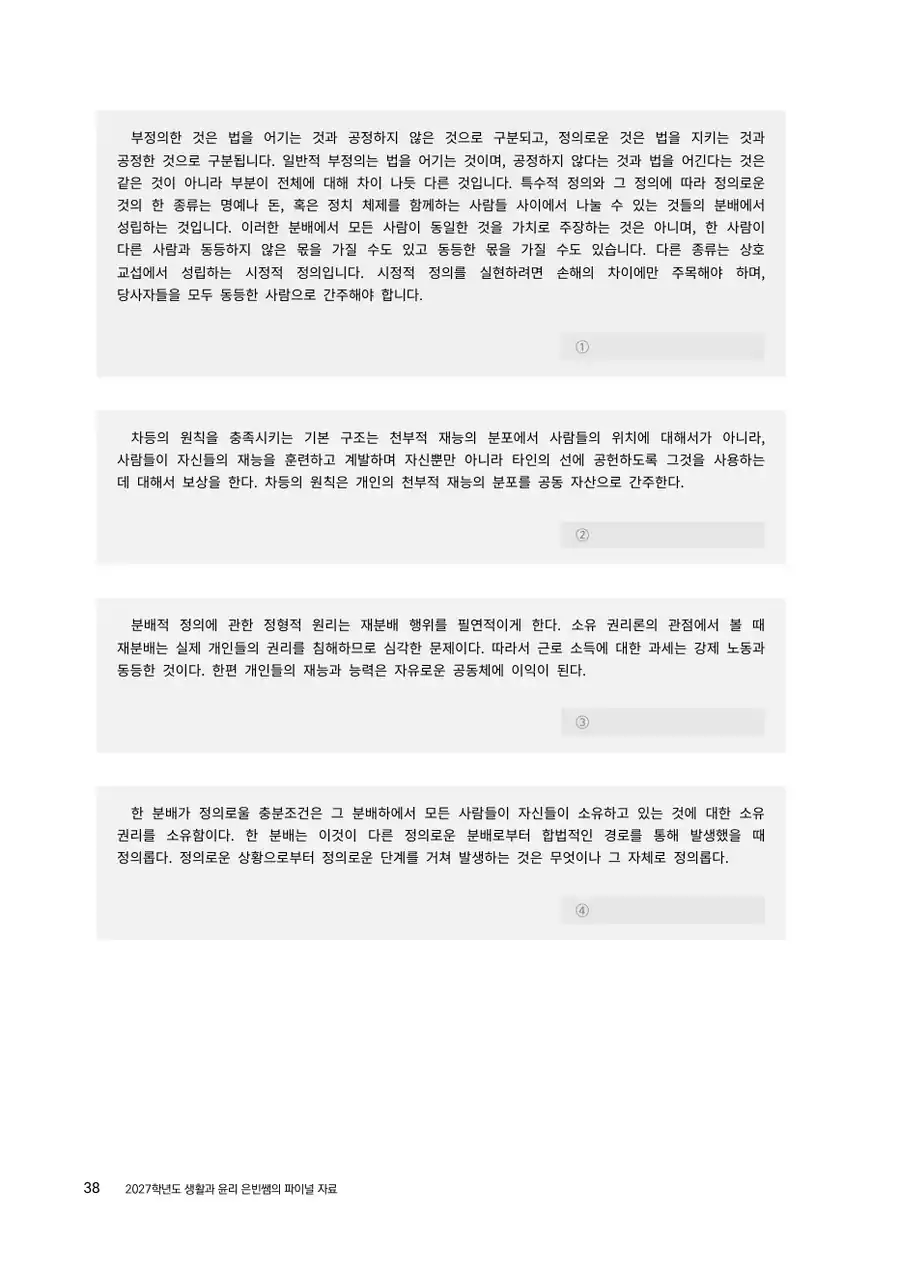 부정의한 것은 법을 어기는 것과 공정하지 않은 것으로 구분되고, 정의로운 것은 법을 지키는 것과
공정한 것으로 구분됩니다. 일반적 부정의는 법을 어기는 것이며, 공정하지 않다는 것과 법을 어긴다는 것은
같은 것이 아니라 부분이 전체에 대해 차이 나듯 다른 것입니다. 특수적 정의와 그 정의에 따라 정의로운
것의 한 종류는 명예나 돈, 혹은 정치 체제를 함께하는 사람들 사이에서 나눌 수 있는 것들의 분배에서
성립하는 것입니다. 이러한 분배에서 모든 사람이 동일한 것을 가치로 주장하는 것은 아니며, 한 사람이
다른 사람과 동등하지 않은 몫을 가질 수도 있고 동등한 몫을 가질 수도 있습니다. 다른 종류는 상호
교섭에서 성립하는 시정적 정의입니다. 시정적 정의를 실현하려면 손해의 차이에만 주목해야 하며,
당사자들을 모두 동등한 사람으로 간주해야 합니다.
①
차등의 원칙을 충족시키는 기본 구조는 천부적 재능의 분포에서 사람들의 위치에 대해서가 아니라,
사람들이 자신들의 재능을 훈련하고 계발하며 자신뿐만 아니라 타인의 선에 공헌하도록 그것을 사용하는
데 대해서 보상을 한다. 차등의 원칙은 개인의 천부적 재능의 분포를 공동 자산으로 간주한다.
②
분배적 정의에 관한 정형적 원리는 재분배 행위를 필연적이게 한다. 소유 권리론의 관점에서 볼 때
재분배는 실제 개인들의 권리를 침해하므로 심각한 문제이다. 따라서 근로 소득에 대한 과세는 강제 노동과
동등한 것이다. 한편 개인들의 재능과 능력은 자유로운 공동체에 이익이 된다.
③
한 분배가 정의로울 충분조건은 그 분배하에서 모든 사람들이 자신들이 소유하고 있는 것에 대한 소유
권리를 소유함이다. 한 분배는 이것이 다른 정의로운 분배로부터 합법적인 경로를 통해 발생했을 때
정의롭다. 정의로운 상황으로부터 정의로운 단계를 거쳐 발생하는 것은 무엇이나 그 자체로 정의롭다.
④
38 2027학년도 생활과 윤리 은빈쌤의 파이널 자료